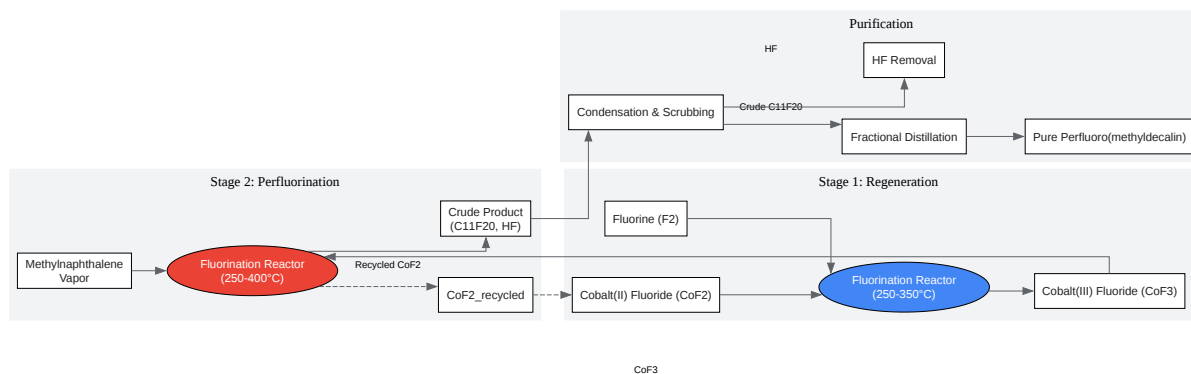 Purification
HF
HF Removal
Condensation & Scrubbing
Crude C11F20
Fractional Distillation
Pure Perfluoro(methyldecalin)
Stage 2: Perfluorination
Stage 1: Regeneration
Crude Product
(C11F20, HF)
Fluorine (F2)
Methylnaphthalene
Vapor
Fluorination Reactor
(250-400°C)
Recycled CoF2
CoF2_recycled
Cobalt(II) Fluoride (CoF2)
Fluorination Reactor
(250-350°C)
Cobalt(III) Fluoride (CoF3)
CoF3